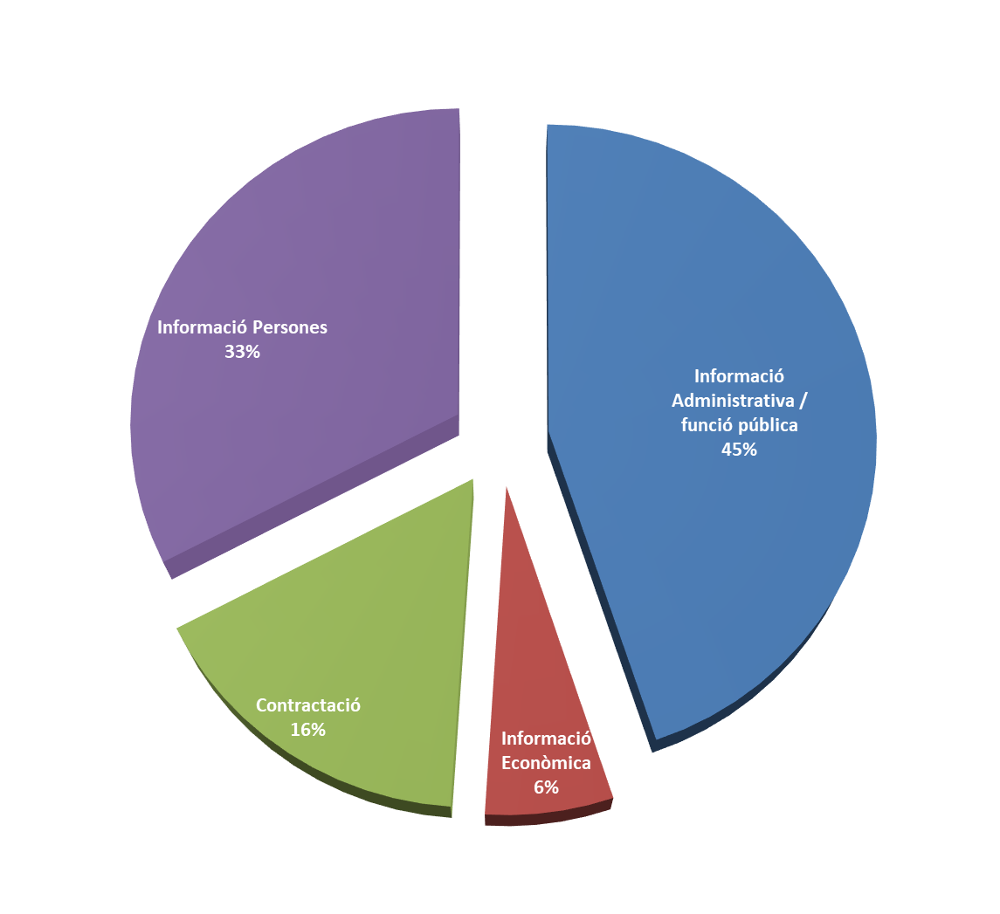 Informació Persones
33%
Informació
Administrativa /
funció pública
45%
Contractació
16%
Informació
Econòmica
6%